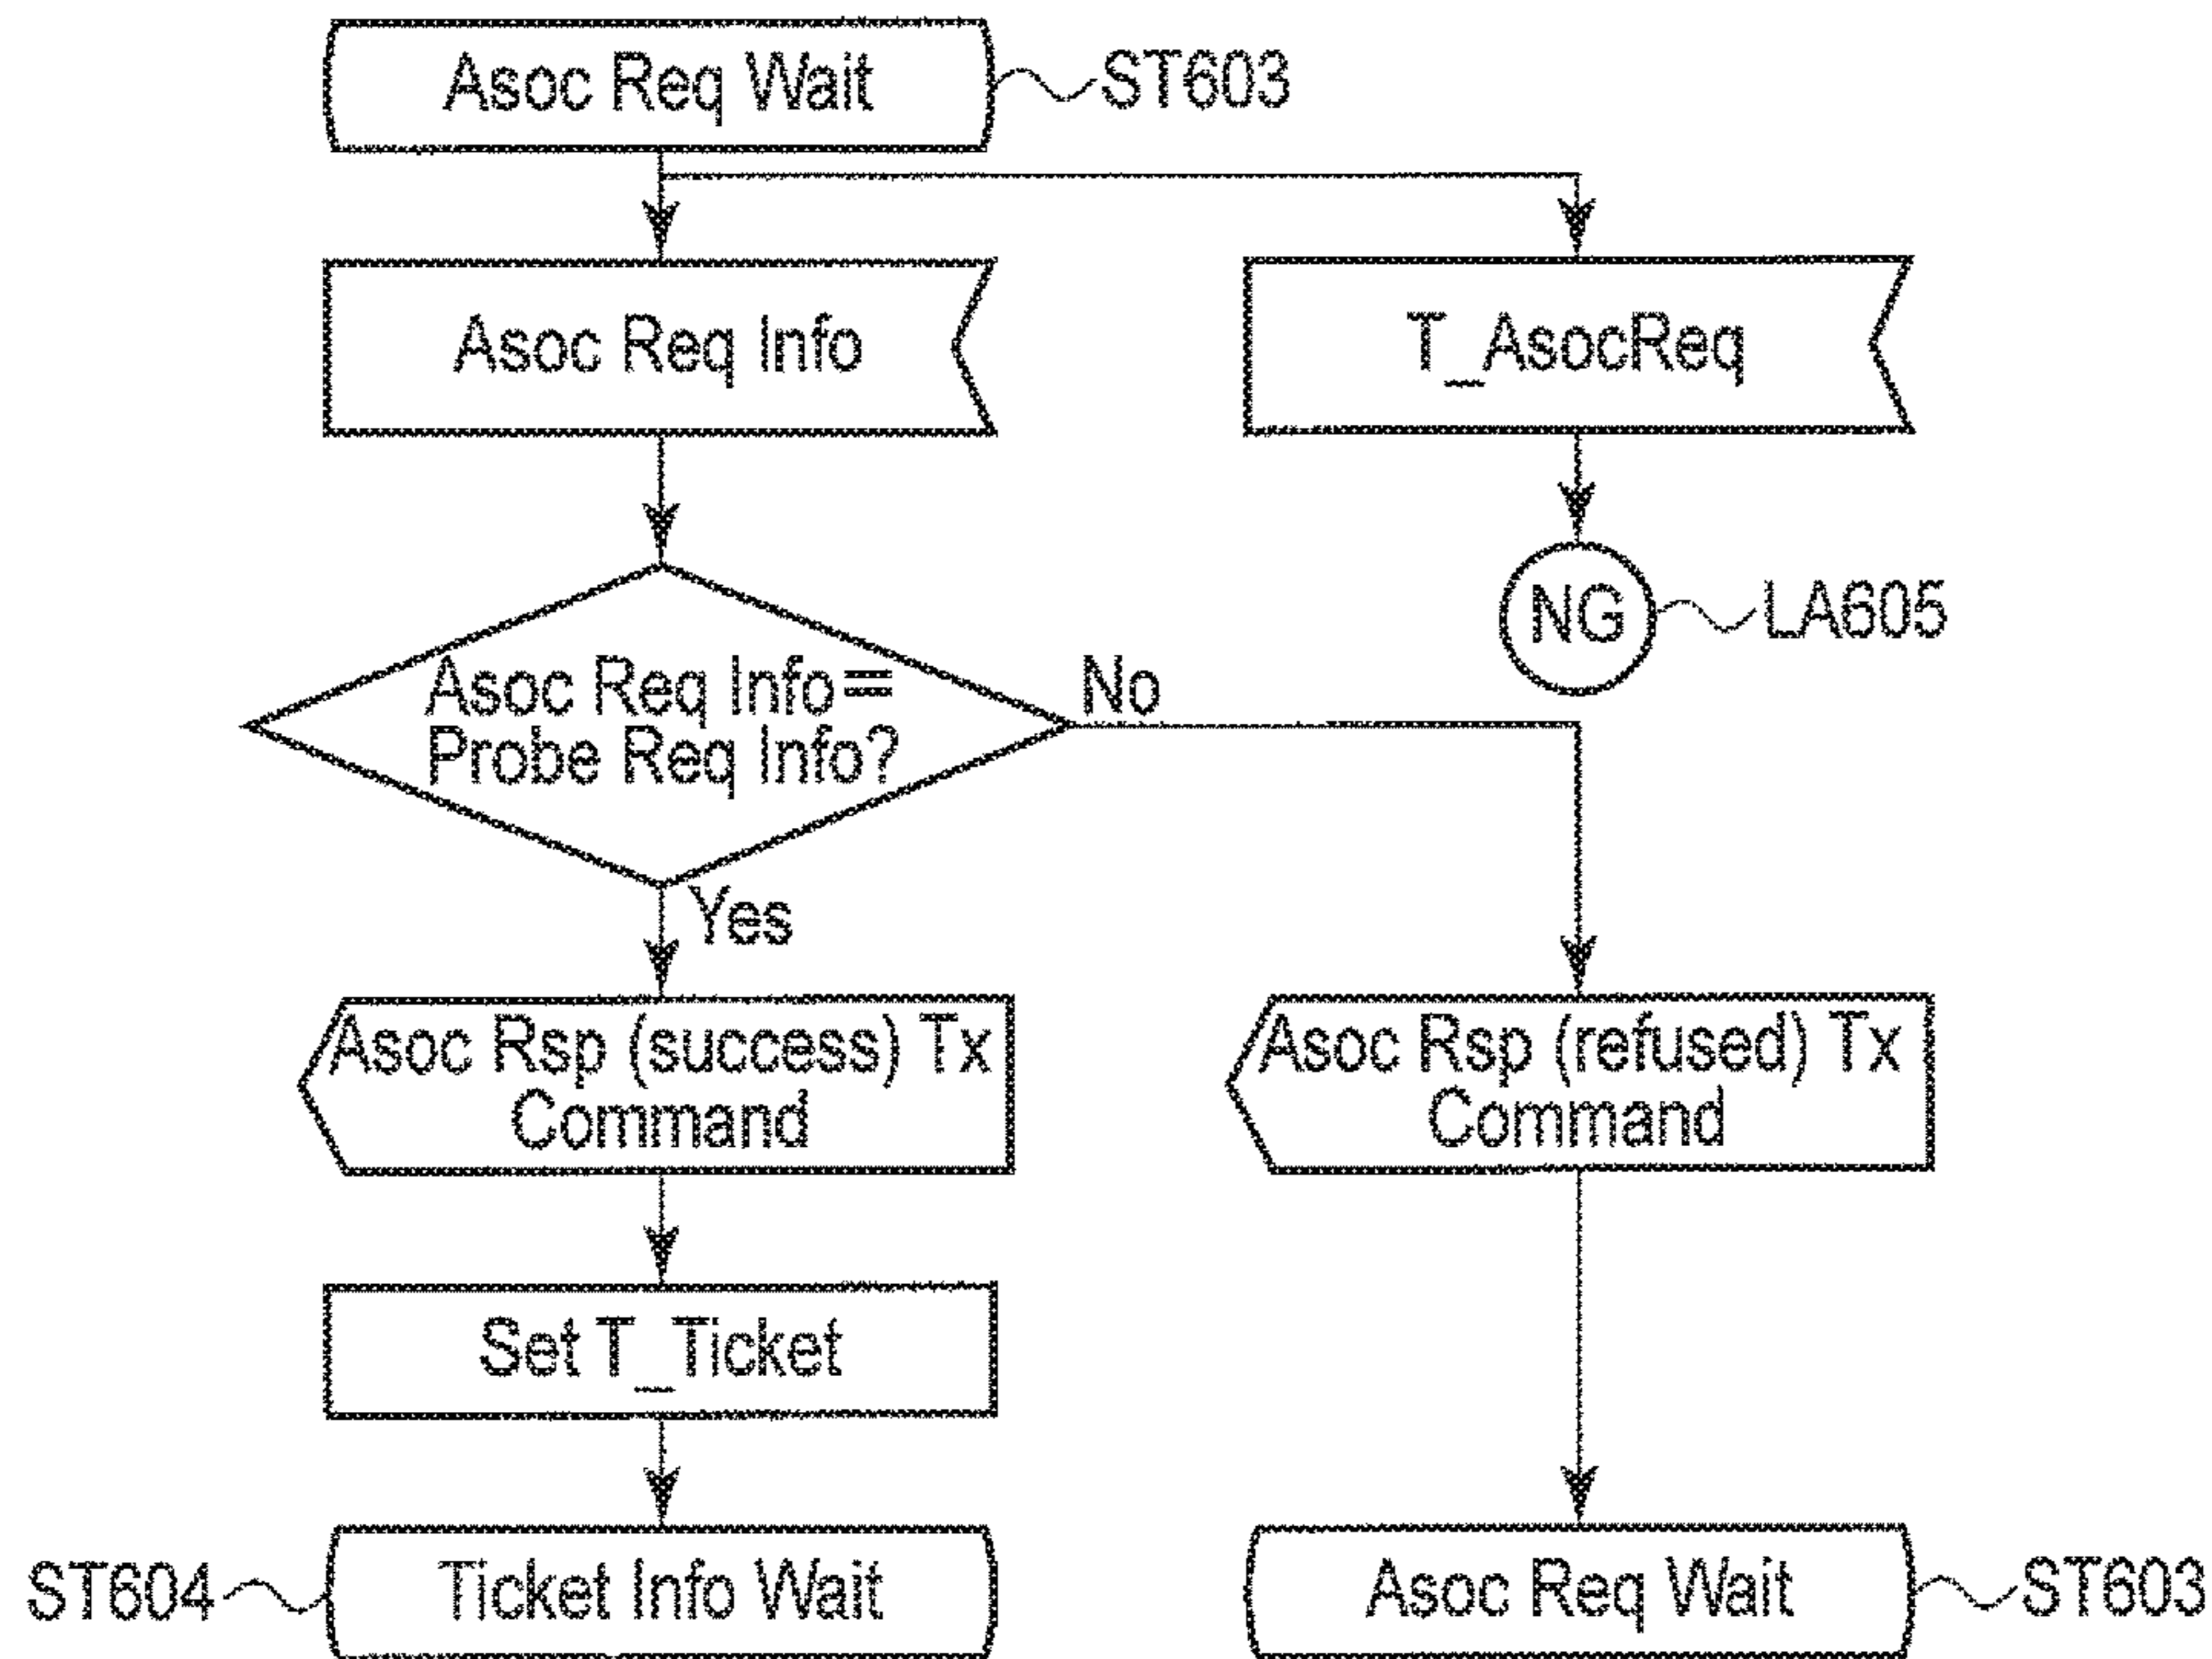 Asoc Req Wait
ST603
Asoc Req Info
T_AsocReq
NG
LA605
Asoc Req Info=
Probe Req Info?
No
Yes
Asoc Rsp (success) Tx
Command
Asoc Rsp (refused) Tx
Command
Set T_Ticket
ST604
Ticket Info Wait
Asoc Req Wait
ST603